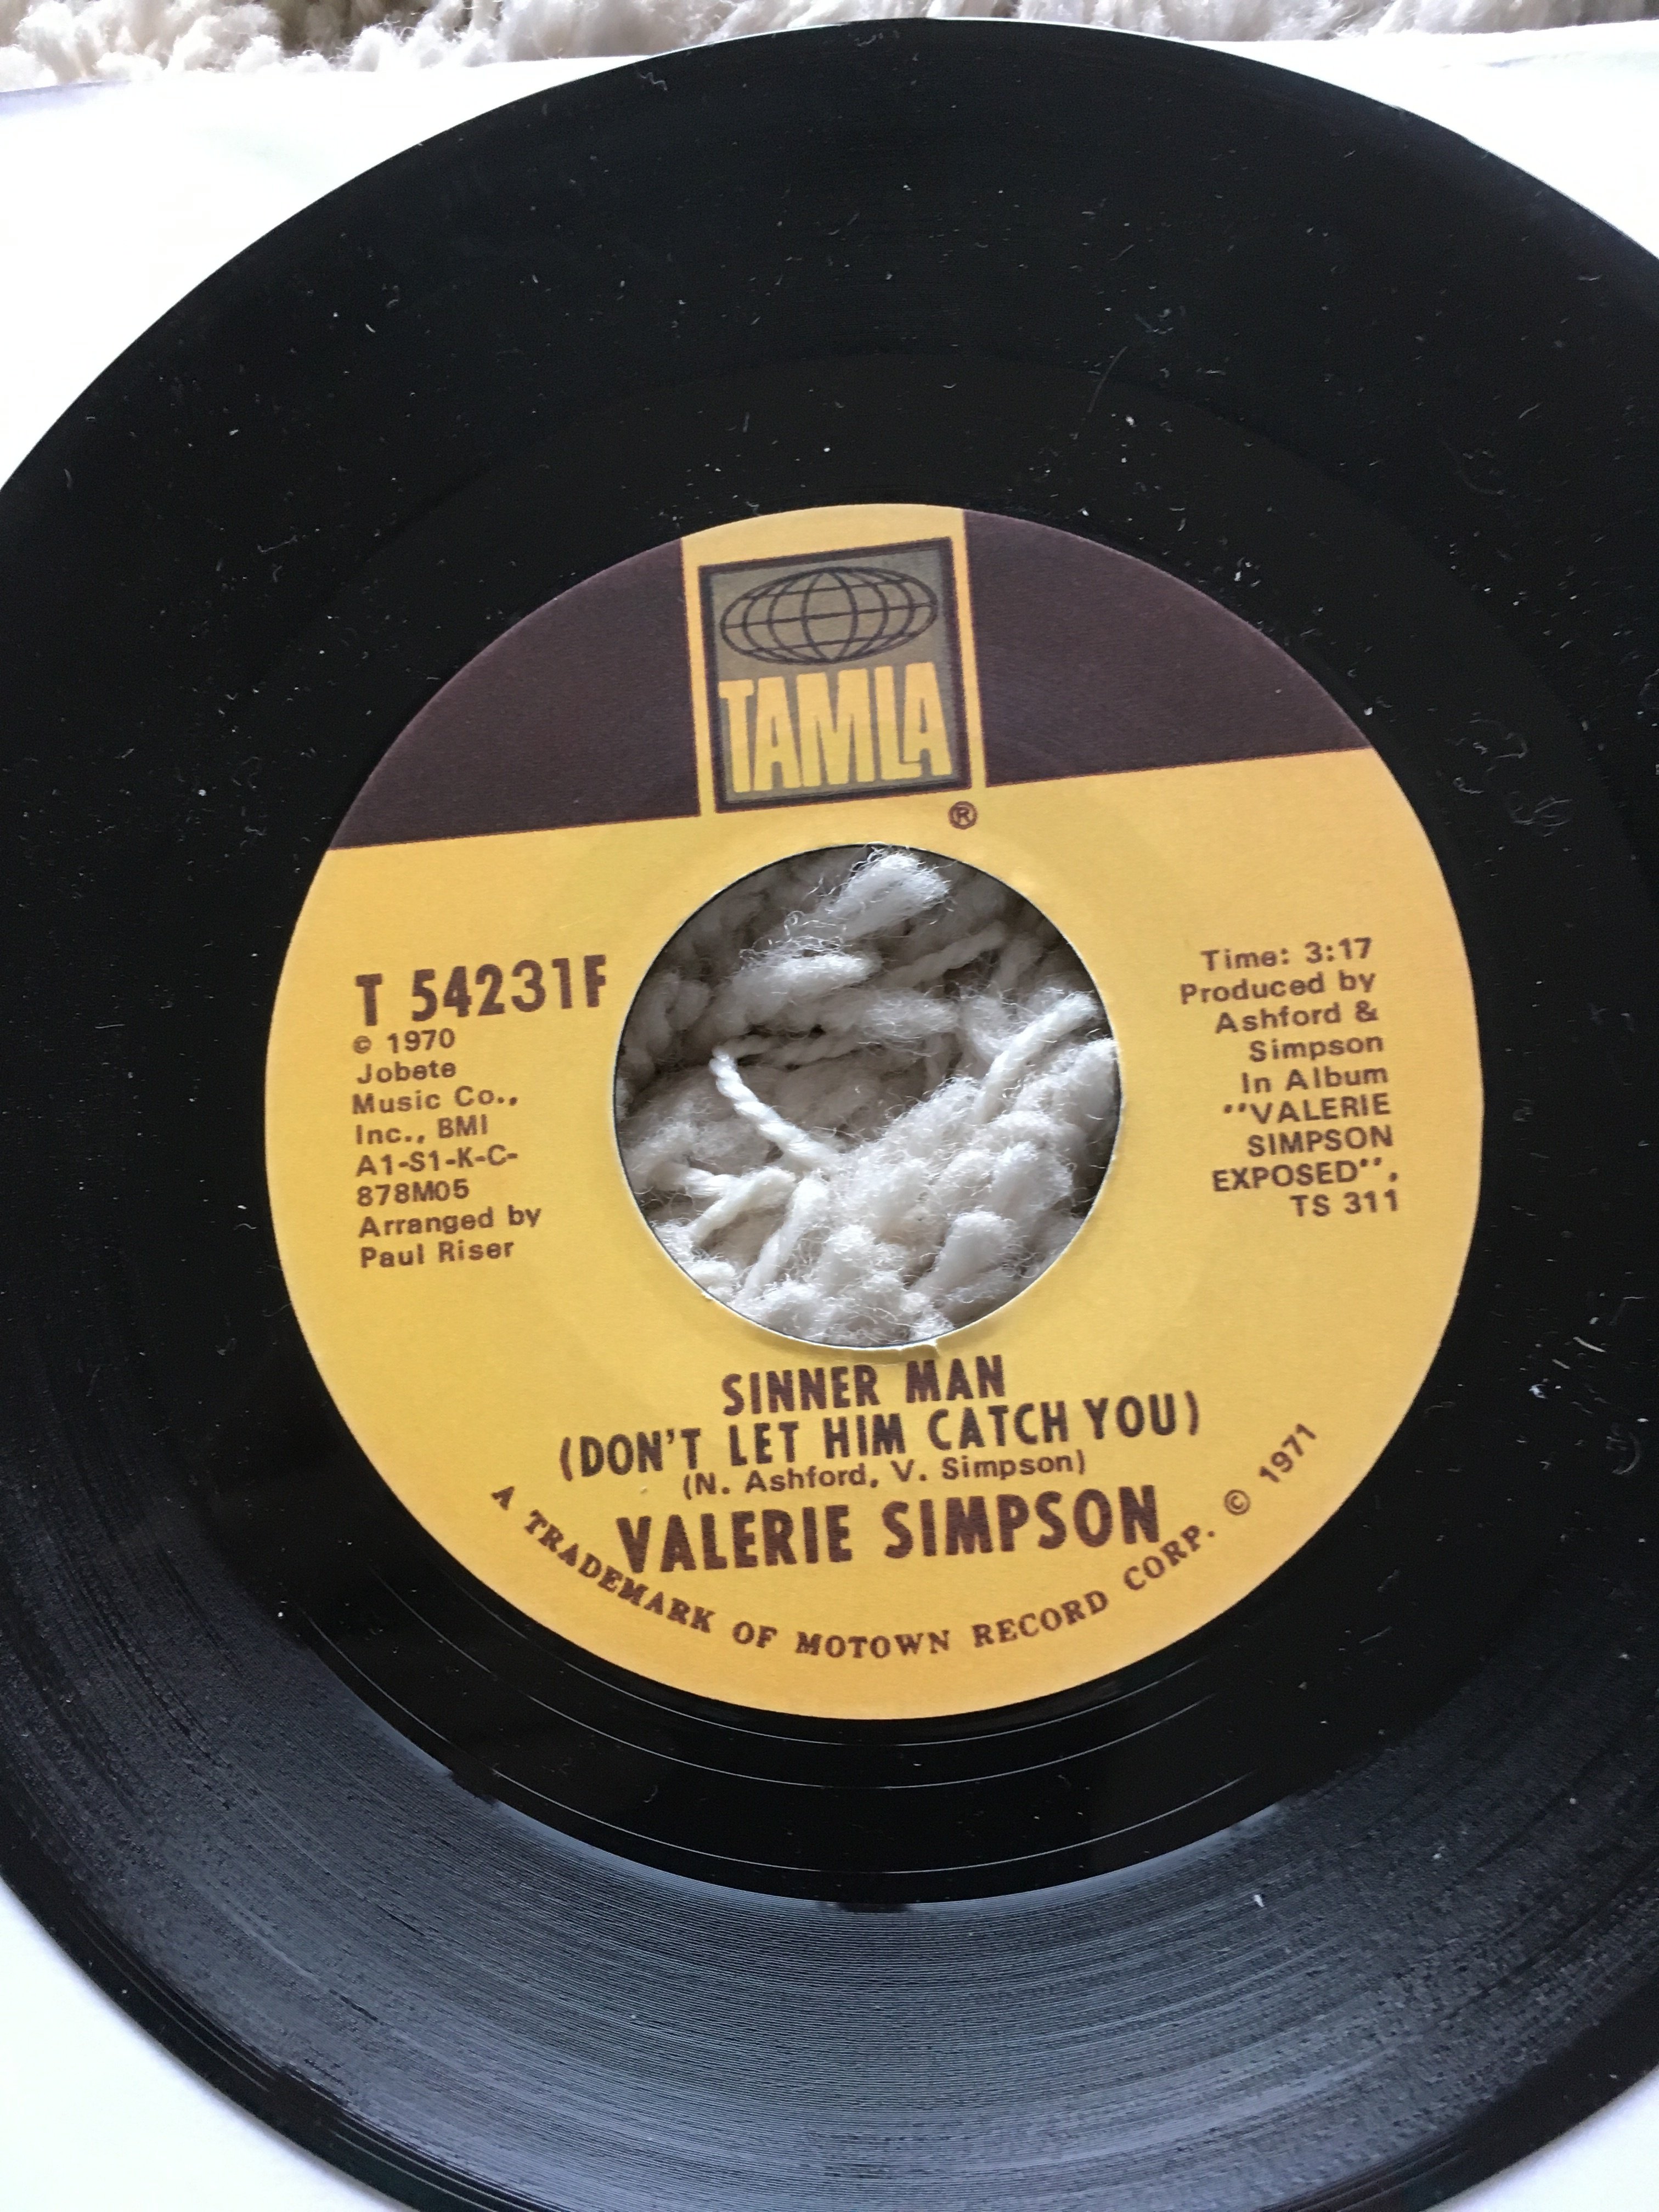 TAMLA
®
T 54231F
© 1970
Jobete
Music Co.,
Inc., BMI
A1-S1-K-C-
878M05
Arranged by
Paul Riser
Time: 3:17
Produced by
Ashford &
Simpson
In Album
"VALERIE
SIMPSON
EXPOSED",
TS 311
SINNER MAN
(DON'T LET HIM CATCH YOU)
(N. Ashford, V. Simpson)
VALERIE SIMPSON
A TRADEMARK OF MOTOWN RECORD CORP. © 1971